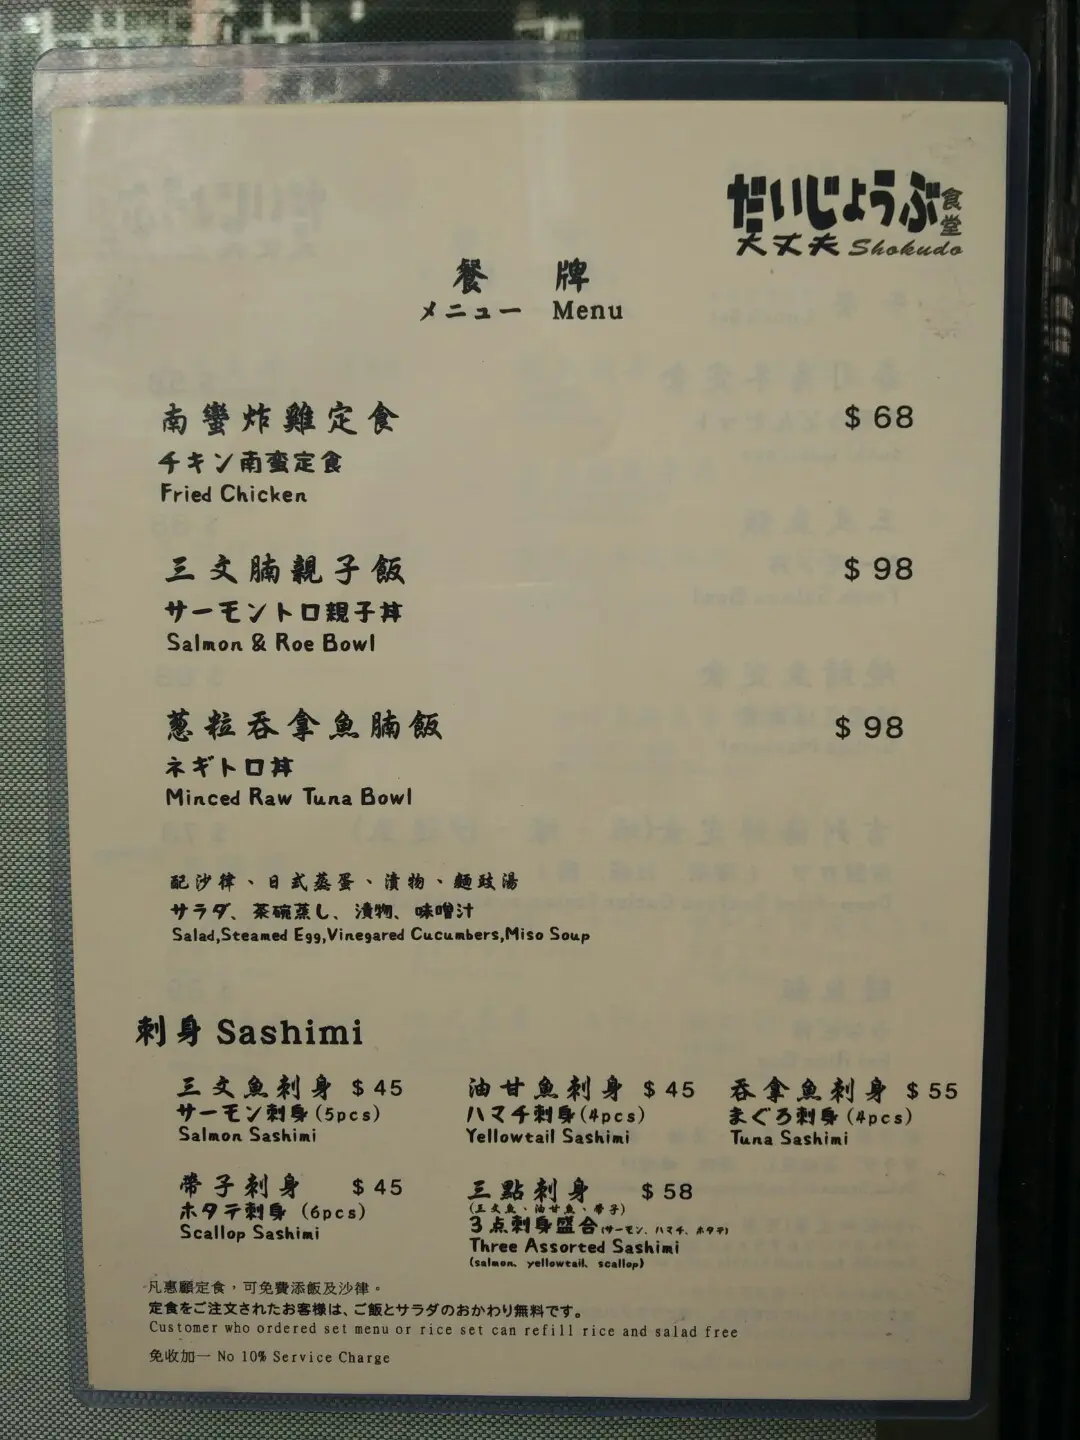 だいじょうぶ食堂
大丈夫 Shokudo
餐 牌
メニュー Menu
南蠻炸雞定食 $68
チキン南蛮定食
Fried Chicken
三文腩親子飯 $98
サーモントロ親子丼
Salmon & Roe Bowl
蔥粒吞拿魚腩飯 $98
ネギトロ丼
Minced Raw Tuna Bowl
配沙律、日式蒸蛋、漬物、麵豉湯
サラダ、茶碗蒸し、漬物、味噌汁
Salad,Steamed Egg,Vinegared Cucumbers,Miso Soup
刺身 Sashimi
三文魚刺身 $45
サーモン刺身(5pcs)
Salmon Sashimi
油甘魚刺身 $45
ハマチ刺身(4pcs)
Yellowtail Sashimi
吞拿魚刺身 $55
まぐろ刺身(4pcs)
Tuna Sashimi
帶子刺身 $45
ホタテ刺身 (6pcs)
Scallop Sashimi
三點刺身 $58
(三文魚、油甘魚、帶子)
3点刺身盛合(サーモン、ハマチ、ホタテ)
Three Assorted Sashimi
(salmon、yellowtail、scallop)
凡惠顧定食，可免費添飯及沙律。
定食をご注文されたお客様は、ご飯とサラダのおかわり無料です。
Customer who ordered set menu or rice set can refill rice and salad free
免收加一 No 10% Service Charge